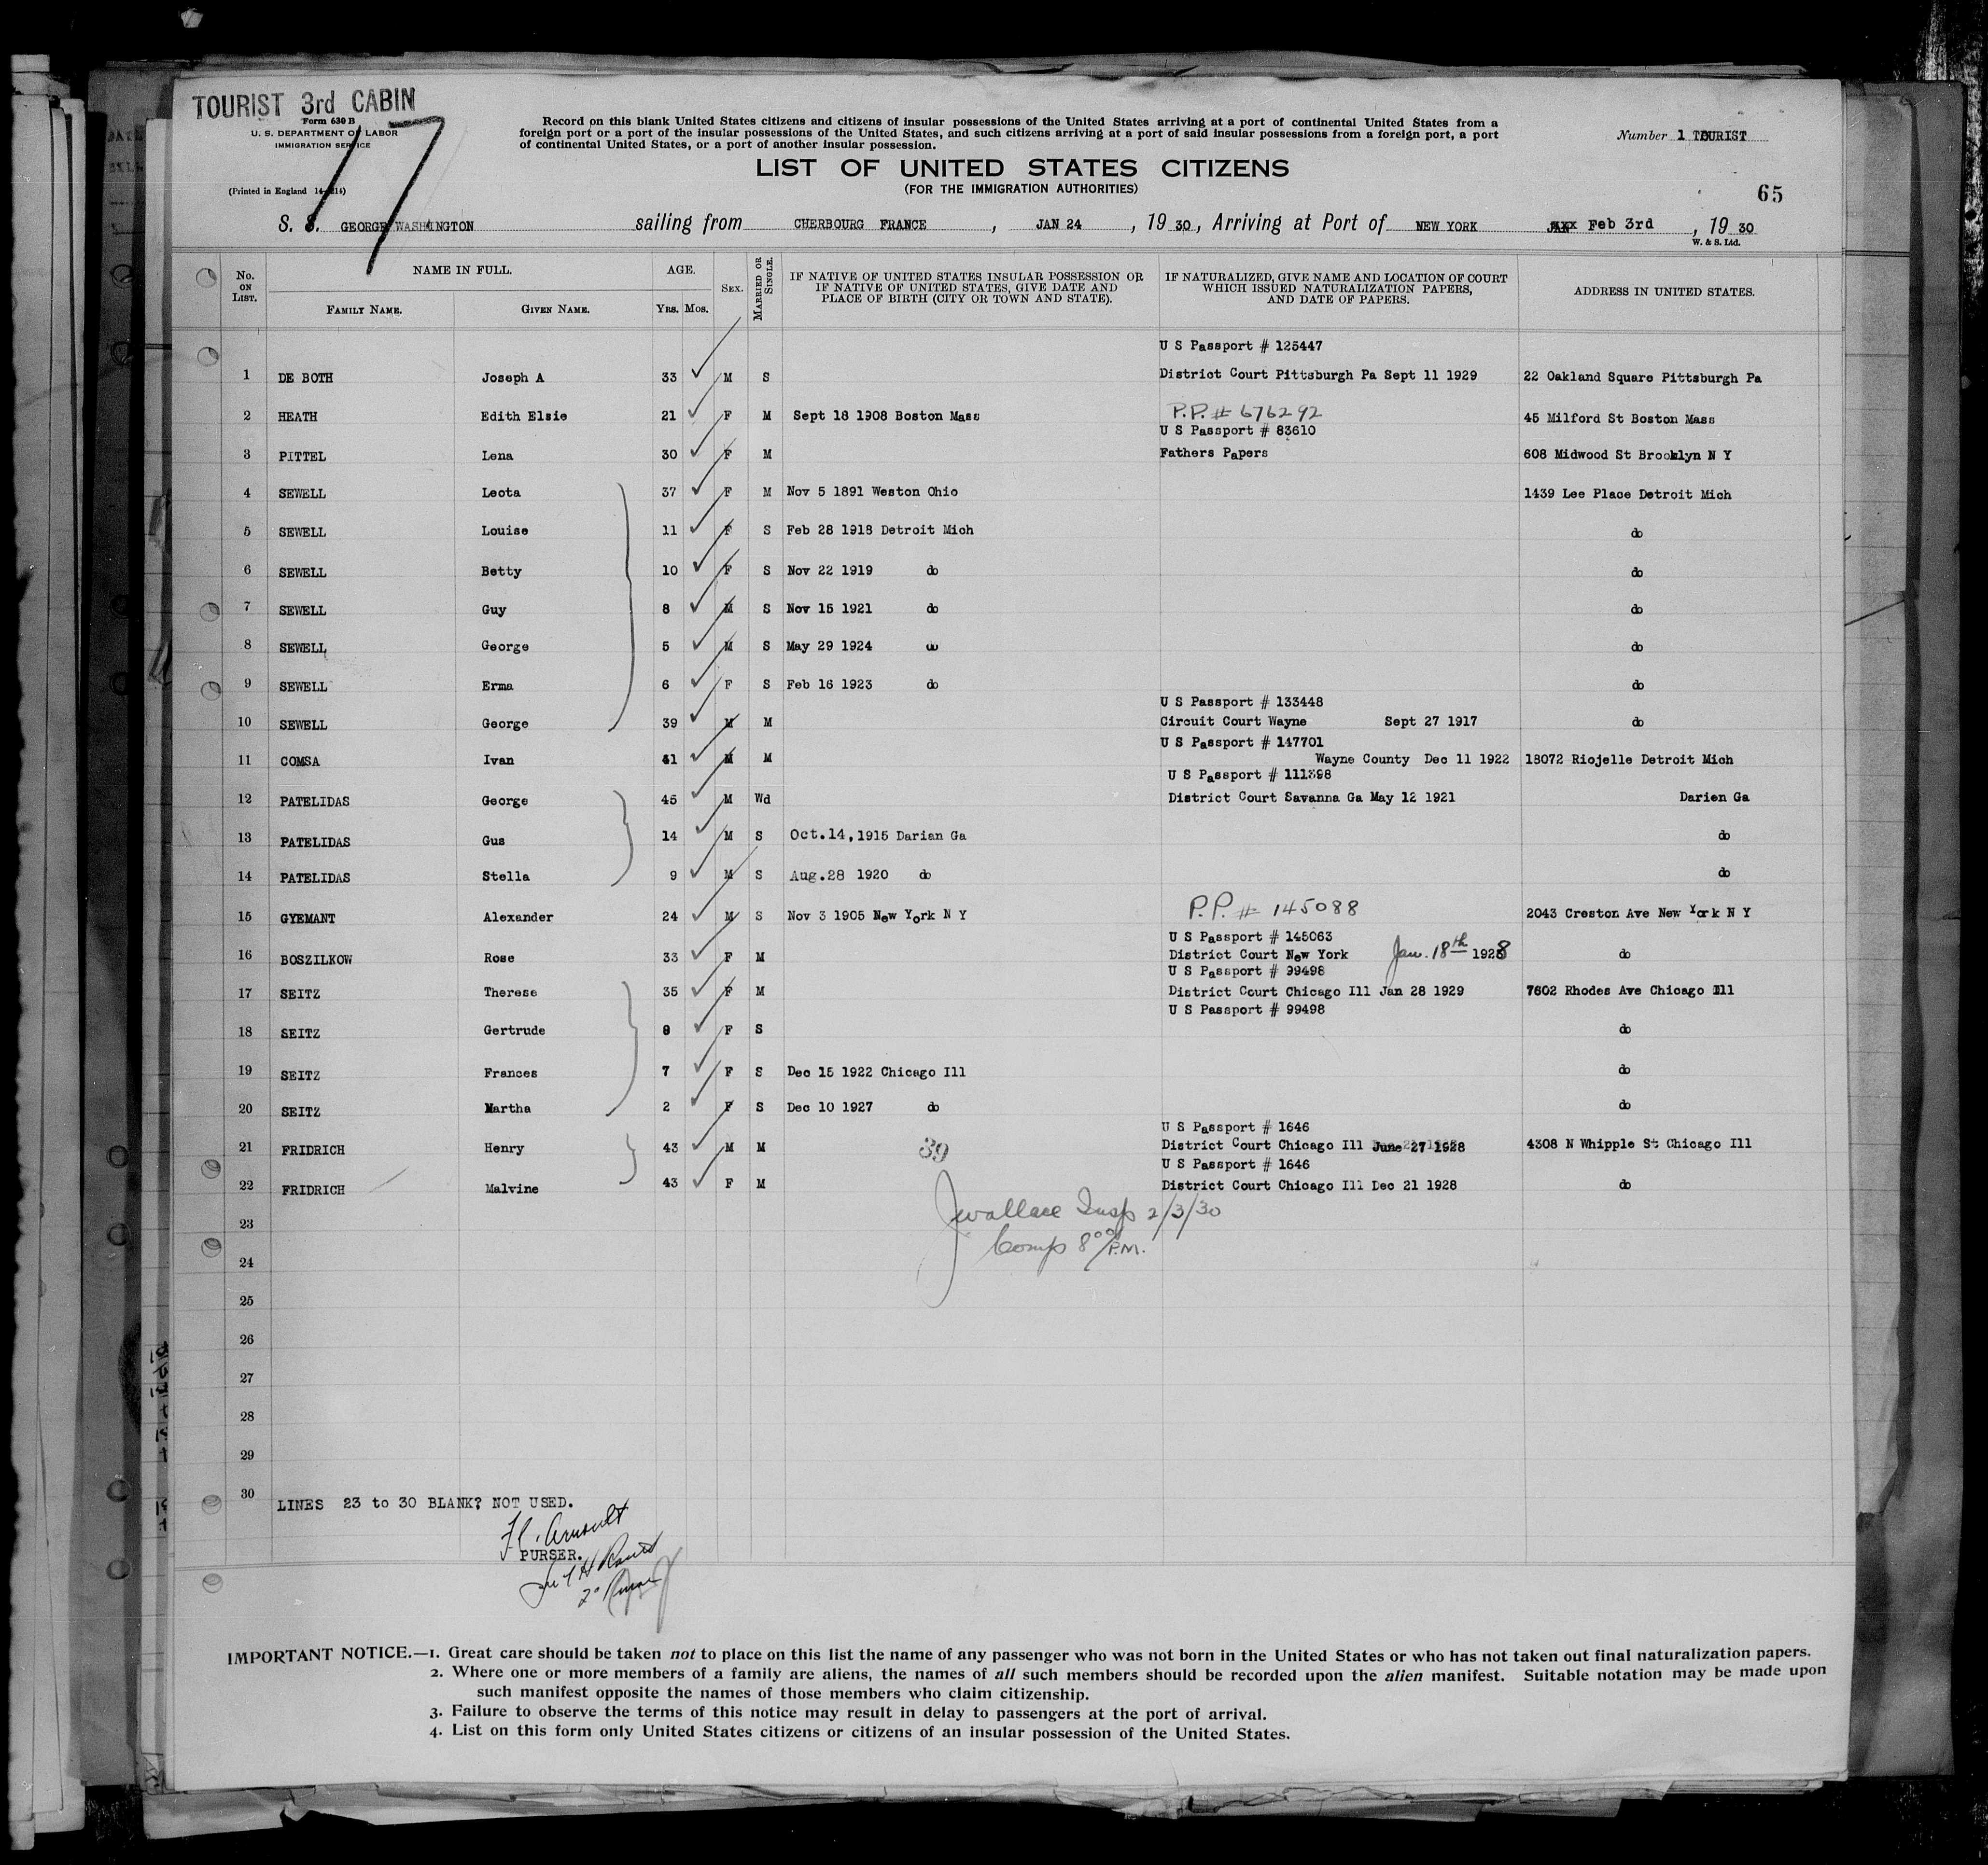 TOURIST 3rd CABIN
Form 630 B
U. S. DEPARTMENT OF LABOR
IMMIGRATION SERVICE
(Printed in England 14-214)
17
Record on this blank United States citizens and citizens of insular possessions of the United States arriving at a port of continental United States from a
foreign port or a port of the insular possessions of the United States, and such citizens arriving at a port of said insular possessions from a foreign port, a port
of continental United States, or a port of another insular possession.
Number 1 TOURIST
LIST OF UNITED STATES CITIZENS
(FOR THE IMMIGRATION AUTHORITIES)
65
S. S. GEORGE WASHINGTON sailing from CHERBOURG FRANCE, JAN 24, 19 30, Arriving at Port of NEW YORK Feb 3rd, 19 30
W. & S. Ltd.
No. ON LIST. NAME IN FULL. FAMILY NAME. GIVEN NAME. AGE. YRS. MOS. SEX. MARRIED OR SINGLE. IF NATIVE OF UNITED STATES INSULAR POSSESSION OR IF NATIVE OF UNITED STATES, GIVE DATE AND PLACE OF BIRTH (CITY OR TOWN AND STATE). IF NATURALIZED, GIVE NAME AND LOCATION OF COURT WHICH ISSUED NATURALIZATION PAPERS, AND DATE OF PAPERS. ADDRESS IN UNITED STATES.
U S Passport # 125447
1 DE BOTH Joseph A 33 M S District Court Pittsburgh Pa Sept 11 1929 22 Oakland Square Pittsburgh Pa
2 HEATH Edith Elsie 21 F M Sept 18 1908 Boston Mass P.P. # 676292 45 Milford St Boston Mass
U S Passport # 83610
3 PITTEL Lena 30 F M Fathers Papers 608 Midwood St Brooklyn N Y
4 SEWELL Leota 37 F M Nov 5 1891 Weston Ohio 1439 Lee Place Detroit Mich
5 SEWELL Louise 11 F S Feb 28 1918 Detroit Mich do
6 SEWELL Betty 10 F S Nov 22 1919 do do
7 SEWELL Guy 8 M S Nov 15 1921 do do
8 SEWELL George 5 M S May 29 1924 do do
9 SEWELL Erma 6 F S Feb 16 1923 do do
U S Passport # 133448
10 SEWELL George 39 M M Circuit Court Wayne Sept 27 1917 do
U S Passport # 147701
11 COMSA Ivan 41 M M Wayne County Dec 11 1922 18072 Riojelle Detroit Mich
U S Passport # 111398
12 PATELIDAS George 45 M Wd District Court Savanna Ga May 12 1921 Darien Ga
13 PATELIDAS Gus 14 M S Oct.14,1915 Darian Ga do
14 PATELIDAS Stella 9 M S Aug.28 1920 do do
15 GYEMANT Alexander 24 M S Nov 3 1905 New York N Y P.P. # 145088 2043 Creston Ave New York N Y
U S Passport # 145063
16 BOSZILKOW Rose 33 F M District Court New York Jan. 18th 1928 do
U S Passport # 99498
17 SEITZ Therese 35 F M District Court Chicago Ill Jan 28 1929 7602 Rhodes Ave Chicago Ill
U S Passport # 99498
18 SEITZ Gertrude 9 F S do
19 SEITZ Frances 7 F S Dec 15 1922 Chicago Ill do
20 SEITZ Martha 2 F S Dec 10 1927 do do
U S Passport # 1646
21 FRIDRICH Henry 43 M M 39 District Court Chicago Ill June 27 1928 4308 N Whipple St Chicago Ill
U S Passport # 1646
22 FRIDRICH Malvine 43 F M District Court Chicago Ill Dec 21 1928 do
23 Jwallace Insp 2/3/30
24 Comp 8 00 P.M.
25
26
27
28
29
30 LINES 23 to 30 BLANK? NOT USED.
PURSER.
IMPORTANT NOTICE.—1. Great care should be taken not to place on this list the name of any passenger who was not born in the United States or who has not taken out final naturalization papers.
2. Where one or more members of a family are aliens, the names of all such members should be recorded upon the alien manifest. Suitable notation may be made upon
such manifest opposite the names of those members who claim citizenship.
3. Failure to observe the terms of this notice may result in delay to passengers at the port of arrival.
4. List on this form only United States citizens or citizens of an insular possession of the United States.